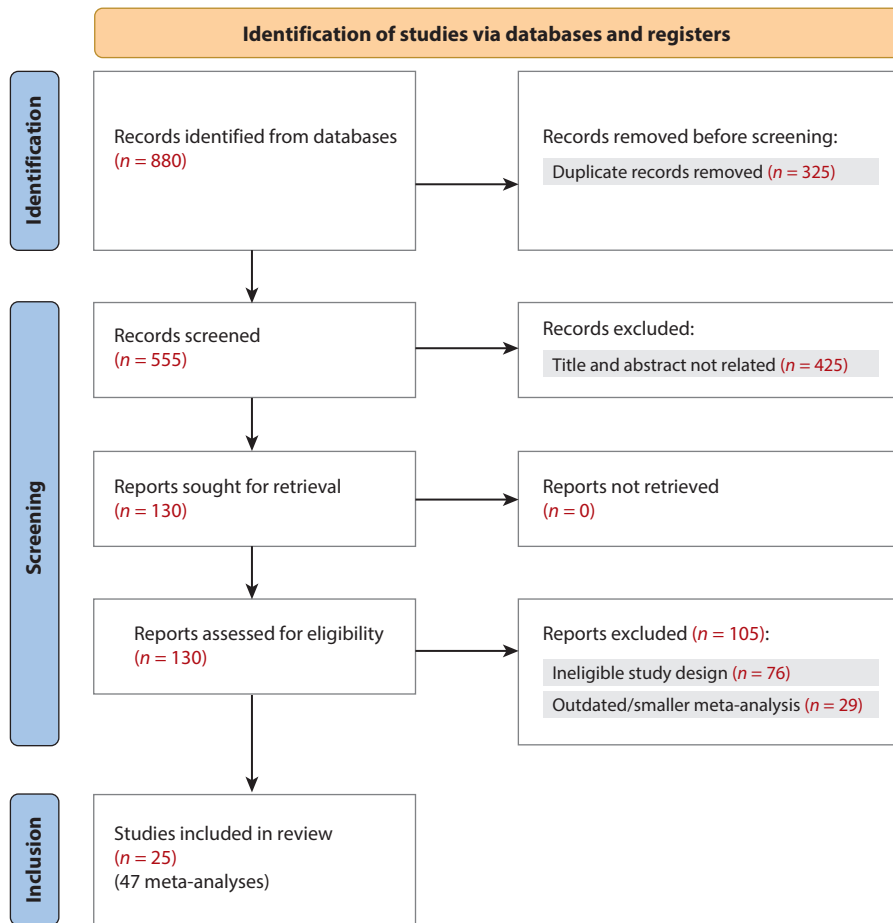 Identification of studies via databases and registers
Identification
Records identified from databases
(n = 880)
Records removed before screening:
Duplicate records removed (n = 325)
Screening
Records screened
(n = 555)
Records excluded:
Title and abstract not related (n = 425)
Reports sought for retrieval
(n = 130)
Reports not retrieved
(n = 0)
Reports assessed for eligibility
(n = 130)
Reports excluded (n = 105):
Ineligible study design (n = 76)
Outdated/smaller meta-analysis (n = 29)
Inclusion
Studies included in review
(n = 25)
(47 meta-analyses)